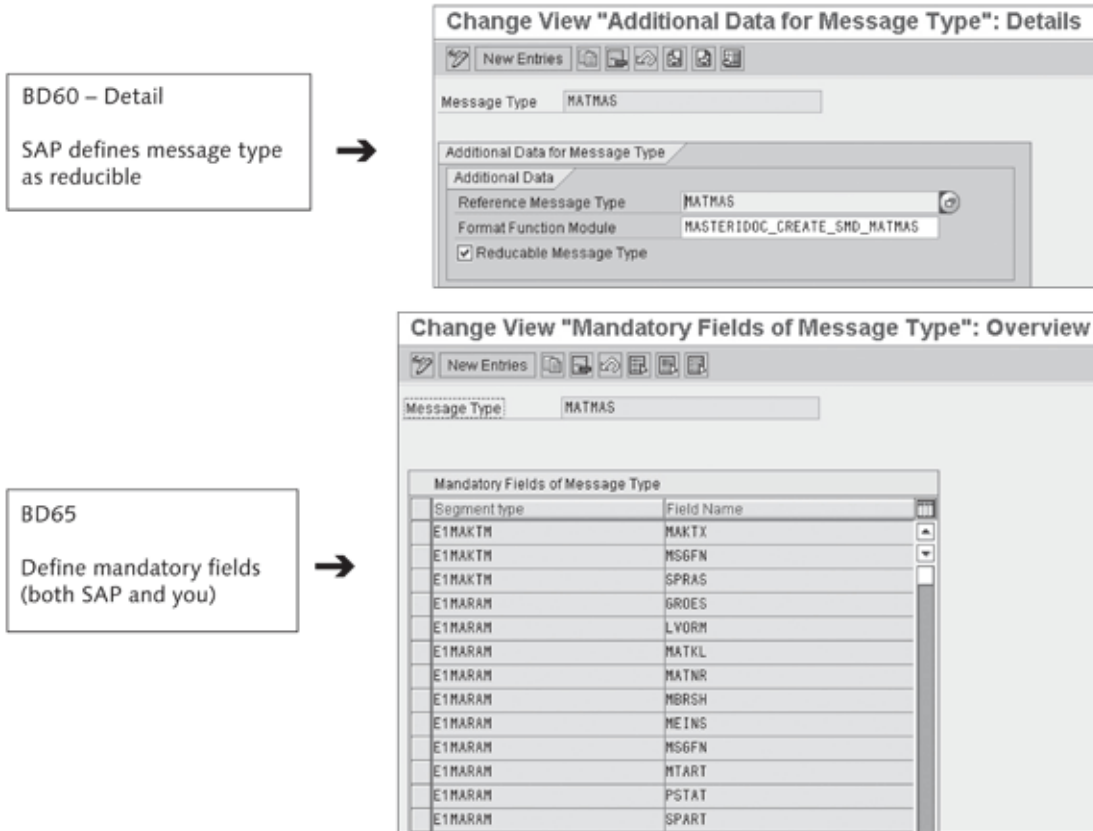 BD60 – Detail
SAP defines message type
as reducible
Change View "Additional Data for Message Type": Details
New Entries
Message Type MATMAS
Additional Data for Message Type
Additional Data
Reference Message Type MATMAS
Format Function Module MASTERIDOC_CREATE_SMD_MATMAS
Reducable Message Type
BD65
Define mandatory fields
(both SAP and you)
Change View "Mandatory Fields of Message Type": Overview
New Entries
Message Type MATMAS
Mandatory Fields of Message Type
Segment type Field Name
E1MAKTM MAKTX
E1MAKTM MSGFN
E1MAKTM SPRAS
E1MARAM GROES
E1MARAM LVORM
E1MARAM MATKL
E1MARAM MATNR
E1MARAM MBRSH
E1MARAM MEINS
E1MARAM MSGFN
E1MARAM MTART
E1MARAM PSTAT
E1MARAM SPART